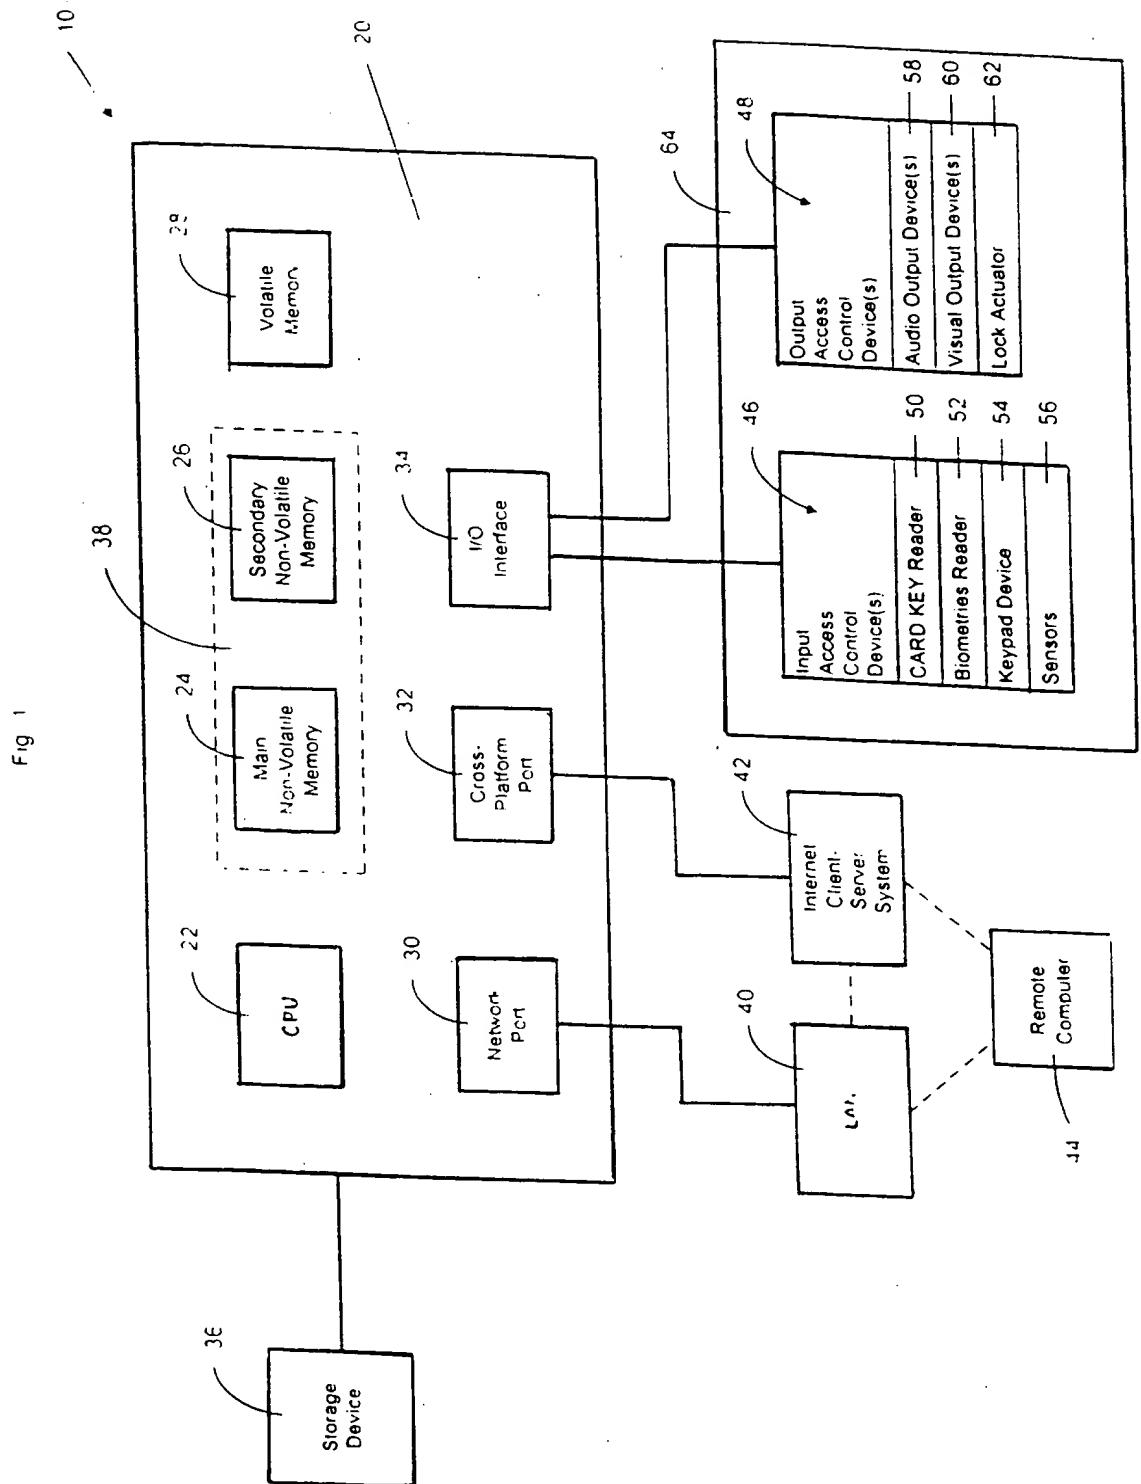 Fig 1
10
20
Volatile
Memory
28
38
Secondary
Non-Volatile
Memory
26
Main
Non-Volatile
Memory
24
CPU
22
I/O
Interface
34
Cross-
Platform
Port
32
Network
Port
30
Storage
Device
36
64
Output
Access
Control
Device(s)
48
Audio Output Device(s)
58
Visual Output Device(s)
60
Lock Actuator
62
Input
Access
Control
Device(s)
46
CARD KEY Reader
50
Biometries Reader
52
Keypad Device
54
Sensors
56
Internet
Client-
Server
System
42
LAN
40
Remote
Computer
44